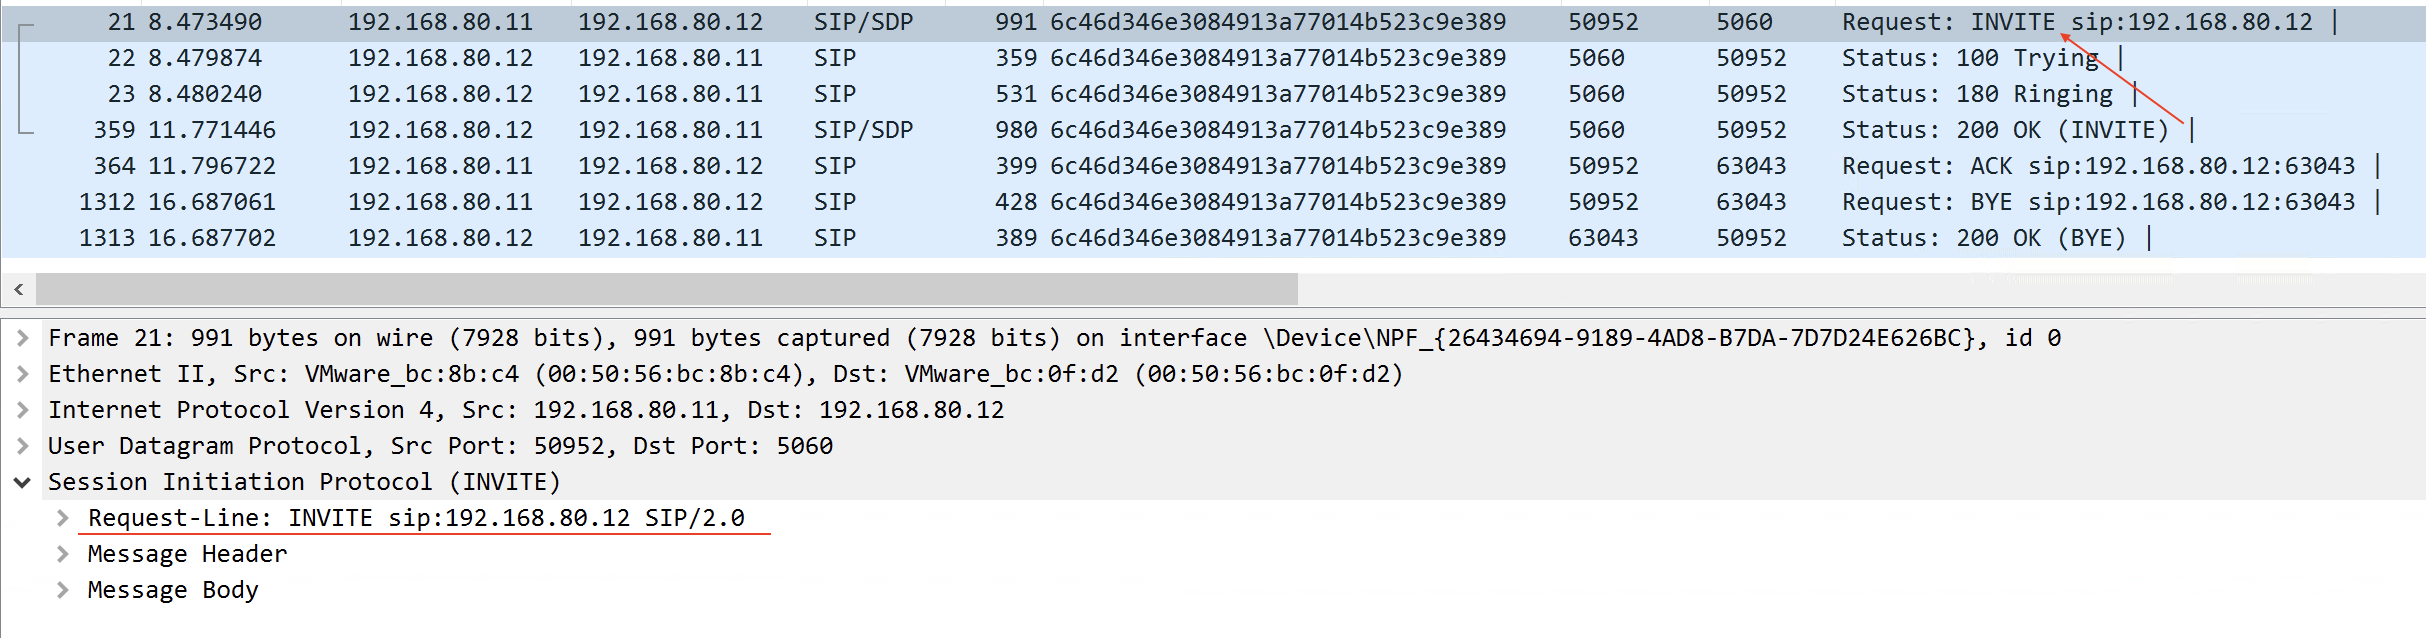 21 8.473490 192.168.80.11 192.168.80.12 SIP/SDP 991 6c46d346e3084913a77014b523c9e389 50952 5060 Request: INVITE sip:192.168.80.12 |
22 8.479874 192.168.80.12 192.168.80.11 SIP 359 6c46d346e3084913a77014b523c9e389 5060 50952 Status: 100 Trying |
23 8.480240 192.168.80.12 192.168.80.11 SIP 531 6c46d346e3084913a77014b523c9e389 5060 50952 Status: 180 Ringing |
359 11.771446 192.168.80.12 192.168.80.11 SIP/SDP 980 6c46d346e3084913a77014b523c9e389 5060 50952 Status: 200 OK (INVITE) |
364 11.796722 192.168.80.11 192.168.80.12 SIP 399 6c46d346e3084913a77014b523c9e389 50952 63043 Request: ACK sip:192.168.80.12:63043 |
1312 16.687061 192.168.80.11 192.168.80.12 SIP 428 6c46d346e3084913a77014b523c9e389 50952 63043 Request: BYE sip:192.168.80.12:63043 |
1313 16.687702 192.168.80.12 192.168.80.11 SIP 389 6c46d346e3084913a77014b523c9e389 63043 50952 Status: 200 OK (BYE) |
Frame 21: 991 bytes on wire (7928 bits), 991 bytes captured (7928 bits) on interface \Device\NPF_{26434694-9189-4AD8-B7DA-7D7D24E626BC}, id 0
Ethernet II, Src: VMware_bc:8b:c4 (00:50:56:bc:8b:c4), Dst: VMware_bc:0f:d2 (00:50:56:bc:0f:d2)
Internet Protocol Version 4, Src: 192.168.80.11, Dst: 192.168.80.12
User Datagram Protocol, Src Port: 50952, Dst Port: 5060
Session Initiation Protocol (INVITE)
Request-Line: INVITE sip:192.168.80.12 SIP/2.0
Message Header
Message Body